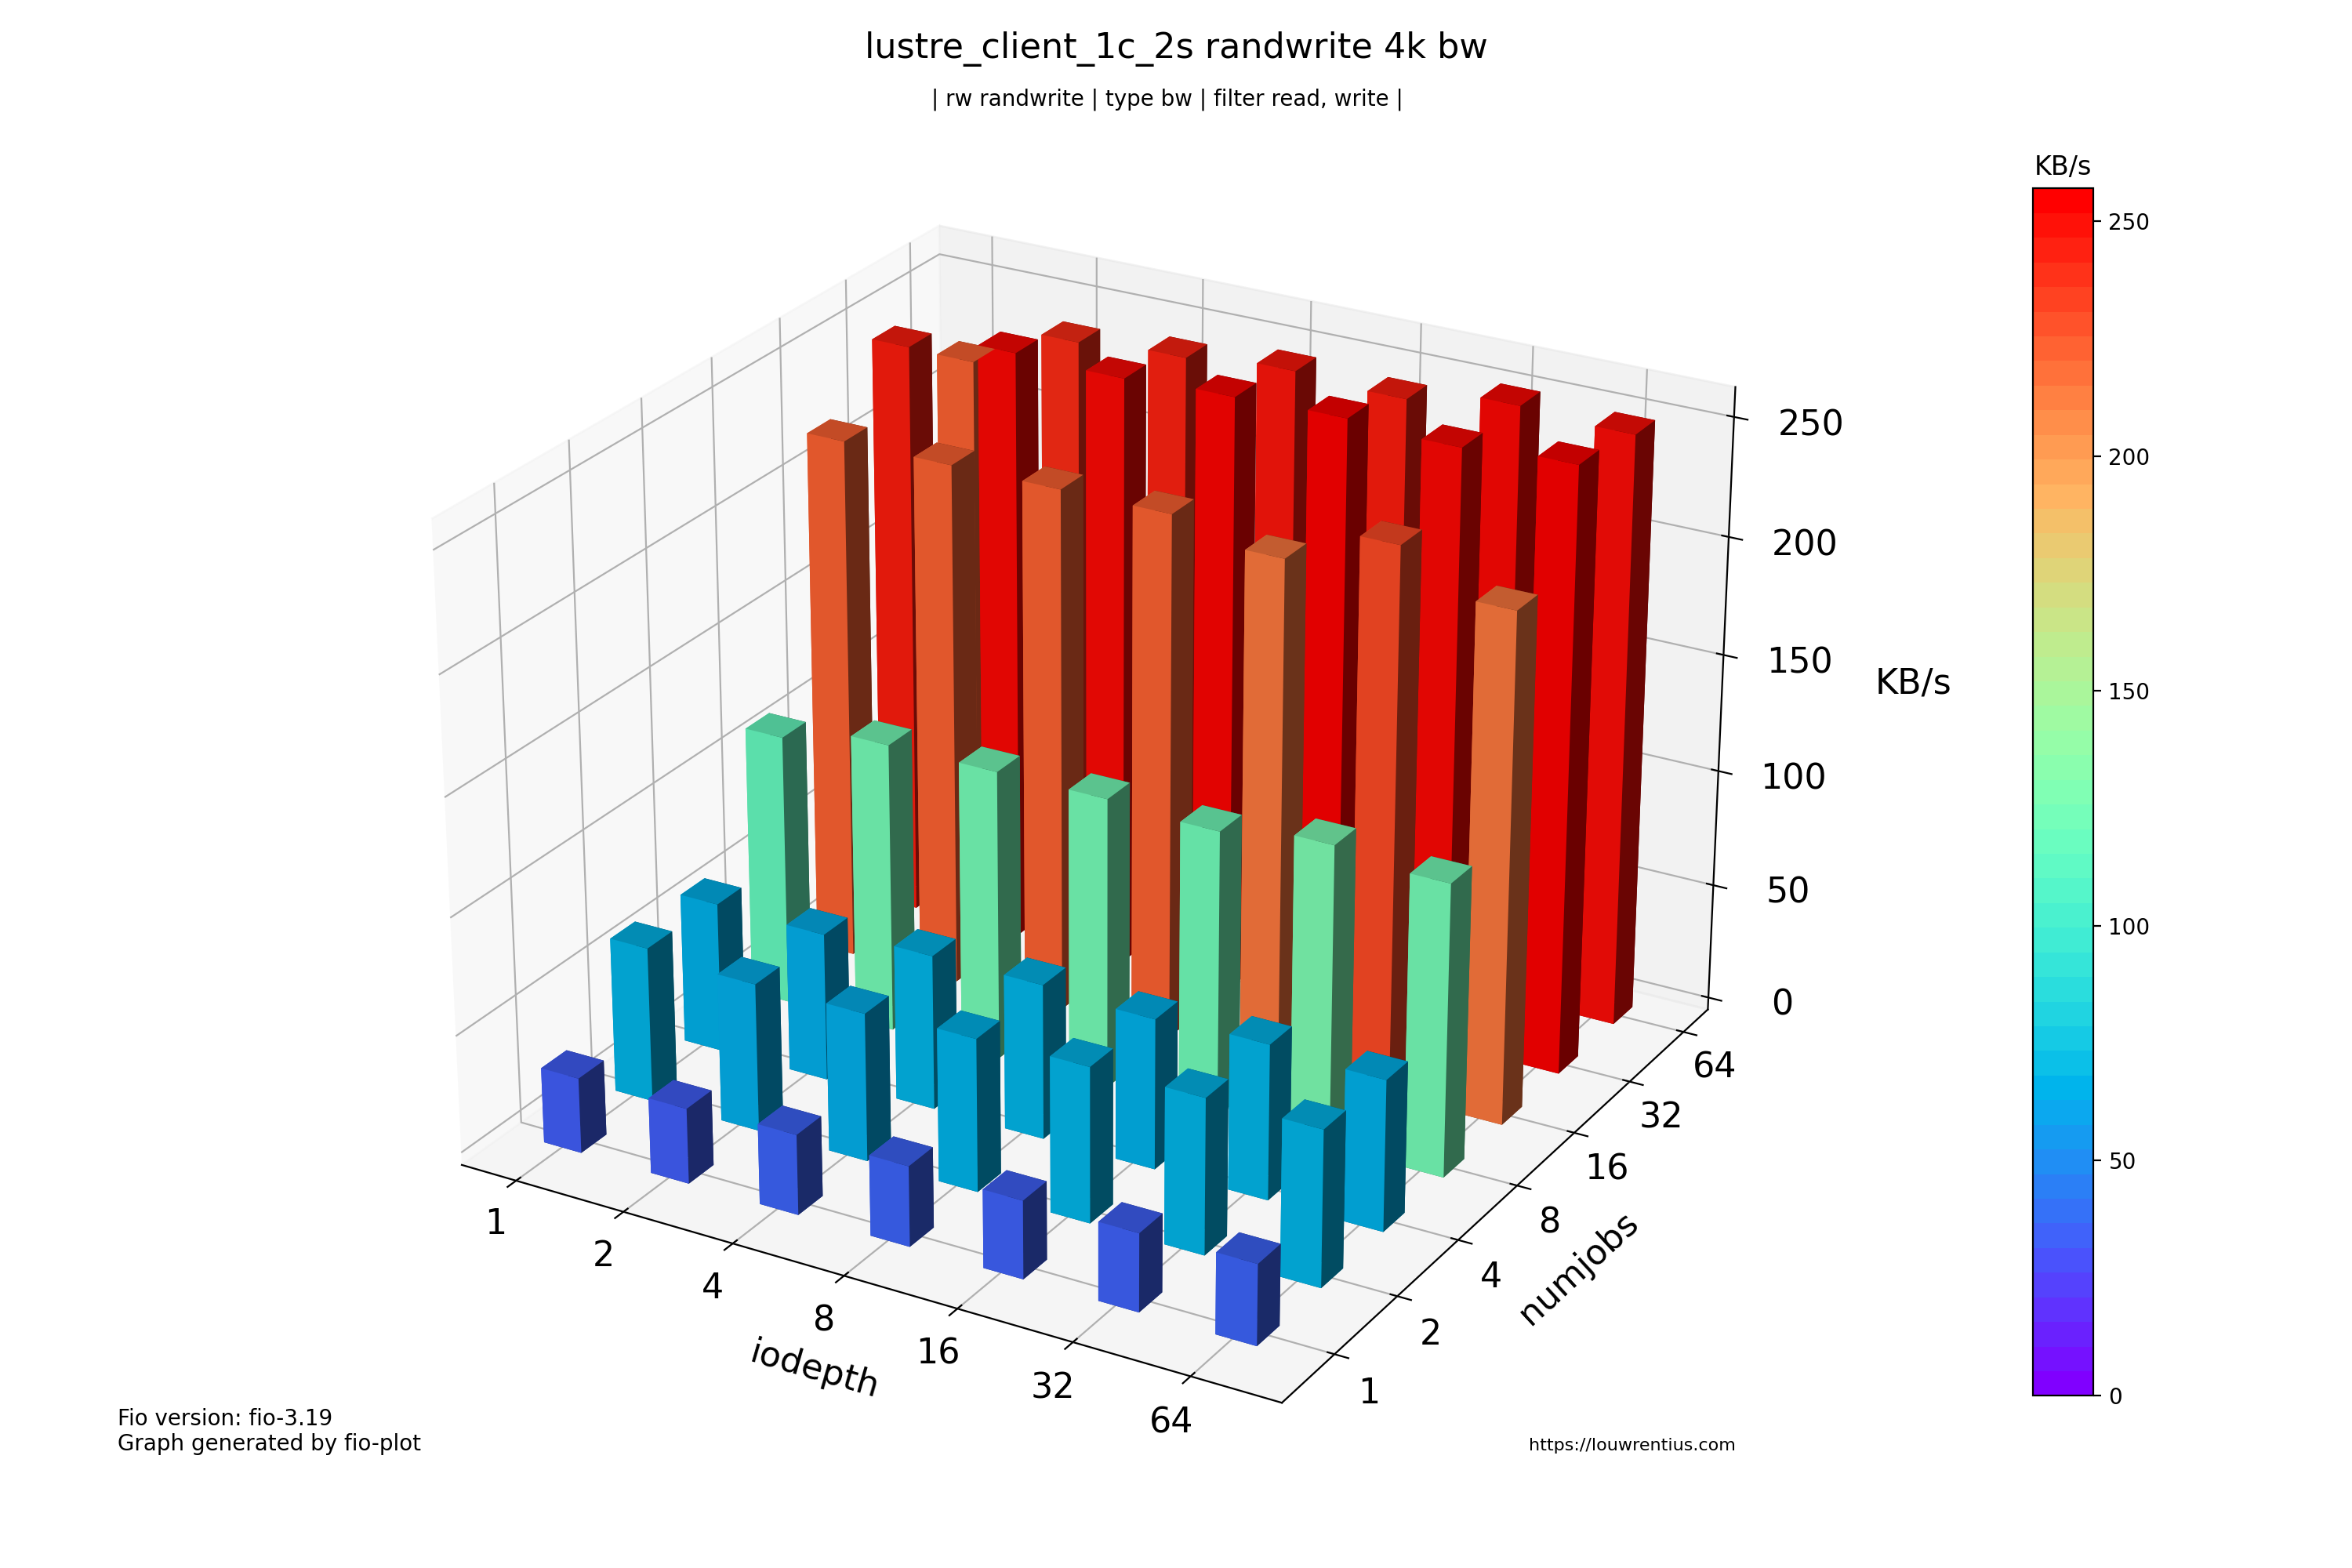 lustre_client_1c_2s randwrite 4k bw
| rw randwrite | type bw | filter read, write |
KB/s
250
200
150
100
50
0
250
200
150
100
50
0
KB/s
64
32
16
8
4
2
1
numjobs
1
2
4
8
16
32
64
iodepth
Fio version: fio-3.19
Graph generated by fio-plot
https://louwrentius.com